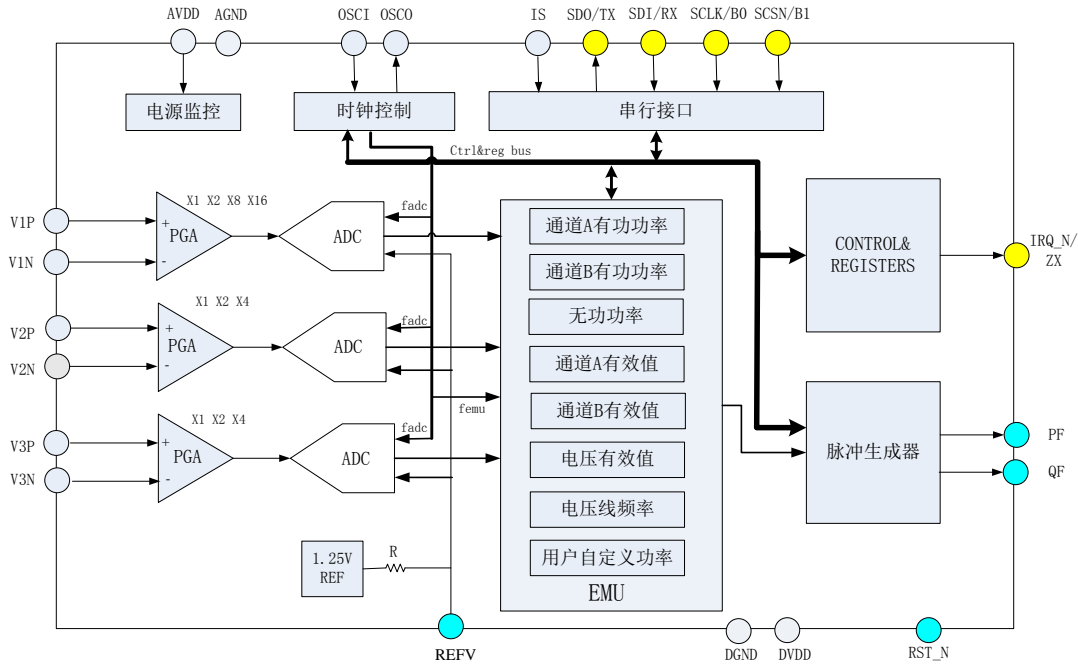 AVDD AGND OSCI OSCO IS SDO/TX SDI/RX SCLK/B0 SCSN/B1
电源监控
时钟控制
串行接口
Ctrl&reg bus
V1P
V1N
+
-
PGA
X1 X2 X8 X16
ADC
fadc
V2P
V2N
+
-
PGA
X1 X2 X4
ADC
fadc
femu
V3P
V3N
+
-
PGA
X1 X2 X4
ADC
fadc
通道A有功功率
通道B有功功率
无功功率
通道A有效值
通道B有效值
电压有效值
电压线频率
用户自定义功率
EMU
CONTROL&
REGISTERS
IRQ_N/
ZX
脉冲生成器
PF
QF
1.25V
REF
R
REFV
DGND DVDD
RST_N